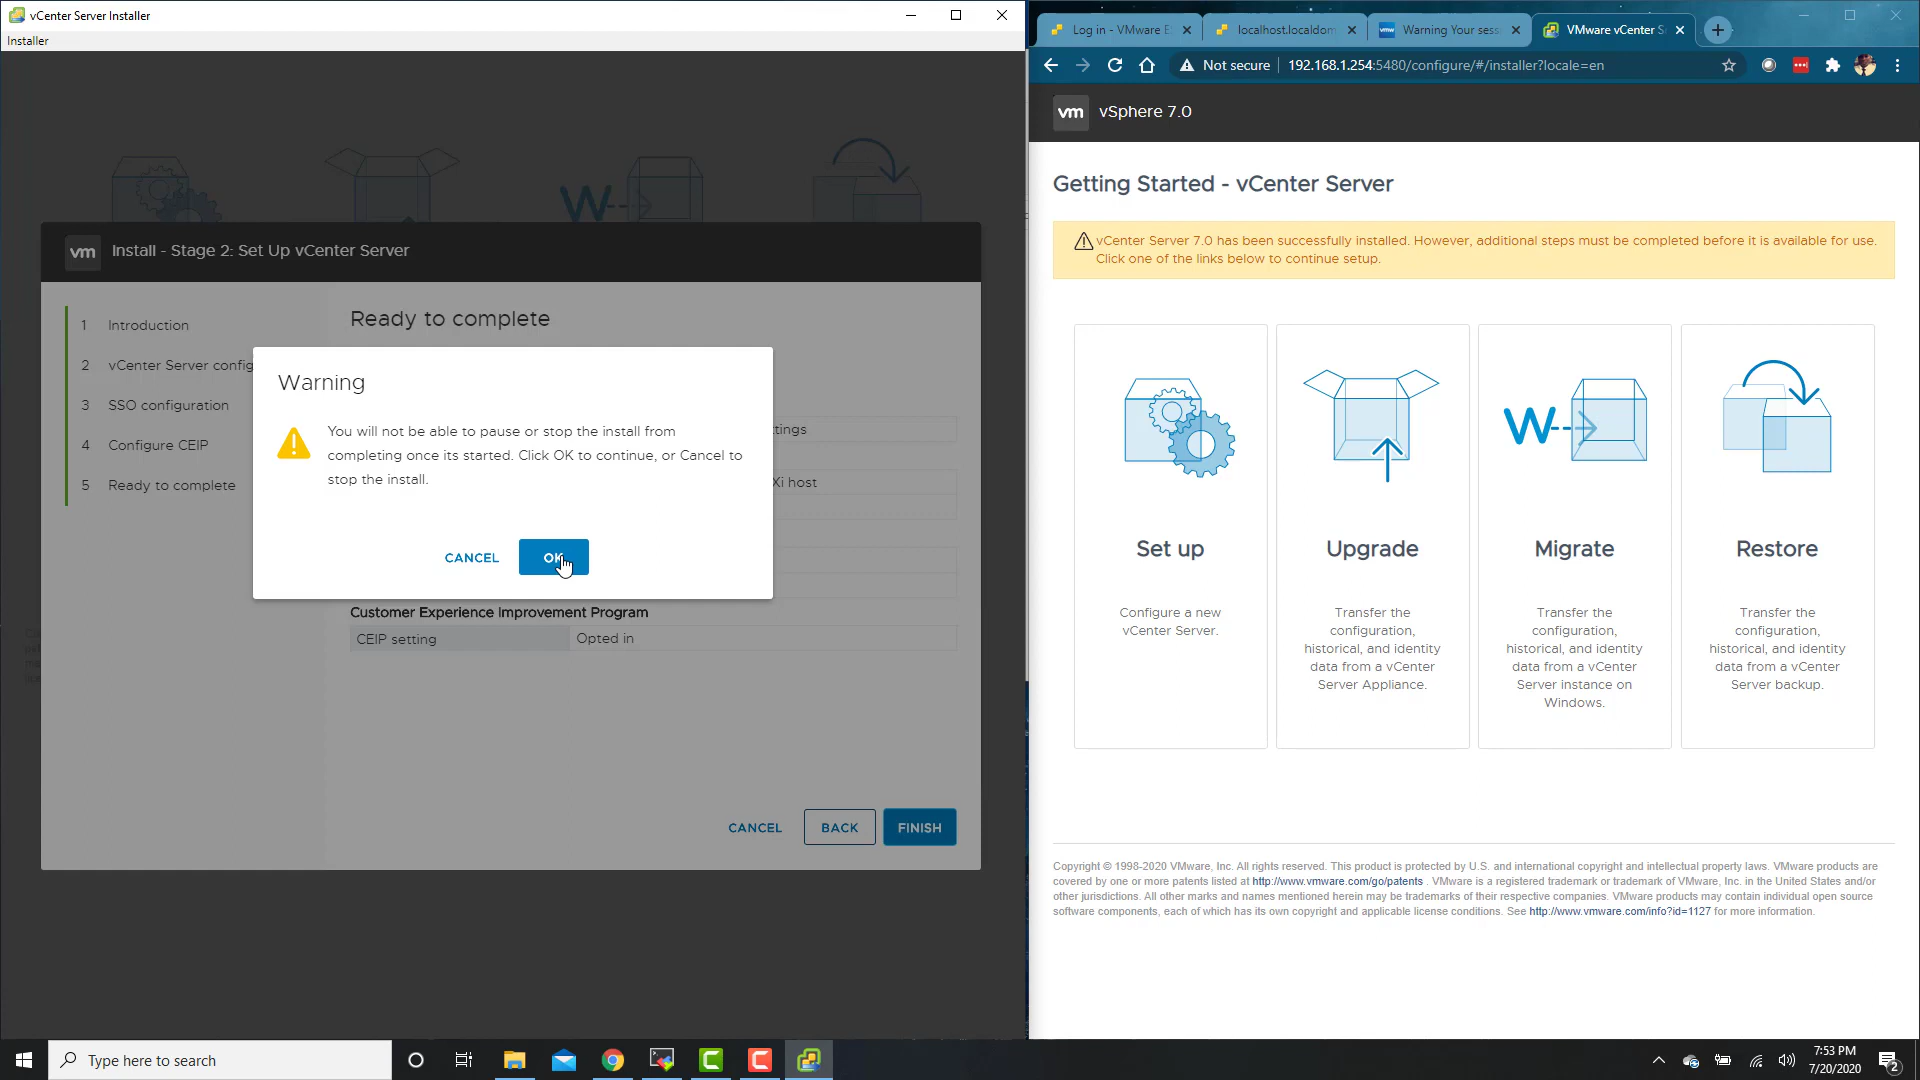 vCenter Server Installer
Installer
vm Install - Stage 2: Set Up vCenter Server
1 Introduction
2 vCenter Server config
3 SSO configuration
4 Configure CEIP
5 Ready to complete
Ready to complete
Warning
You will not be able to pause or stop the install from
completing once its started. Click OK to continue, or Cancel to
stop the install.
CANCEL OK
tings
Xi host
Customer Experience Improvement Program
CEIP setting Opted in
CANCEL BACK FINISH
Log in - VMware E
localhost.localdom
vmw Warning Your sess
VMware vCenter S
Not secure 192.168.1.254:5480/configure/#/installer?locale=en
vm vSphere 7.0
Getting Started - vCenter Server
vCenter Server 7.0 has been successfully installed. However, additional steps must be completed before it is available for use.
Click one of the links below to continue setup.
Set up
Configure a new
vCenter Server.
Upgrade
Transfer the
configuration,
historical, and identity
data from a vCenter
Server Appliance.
W
Migrate
Transfer the
configuration,
historical, and identity
data from a vCenter
Server instance on
Windows.
Restore
Transfer the
configuration,
historical, and identity
data from a vCenter
Server backup.
Copyright © 1998-2020 VMware, Inc. All rights reserved. This product is protected by U.S. and international copyright and intellectual property laws. VMware products are
covered by one or more patents listed at http://www.vmware.com/go/patents . VMware is a registered trademark or trademark of VMware, Inc. in the United States and/or
other jurisdictions. All other marks and names mentioned herein may be trademarks of their respective companies. VMware products may contain individual open source
software components, each of which has its own copyright and applicable license conditions. See http://www.vmware.com/info?id=1127 for more information.
Type here to search
7:53 PM
7/20/2020
2